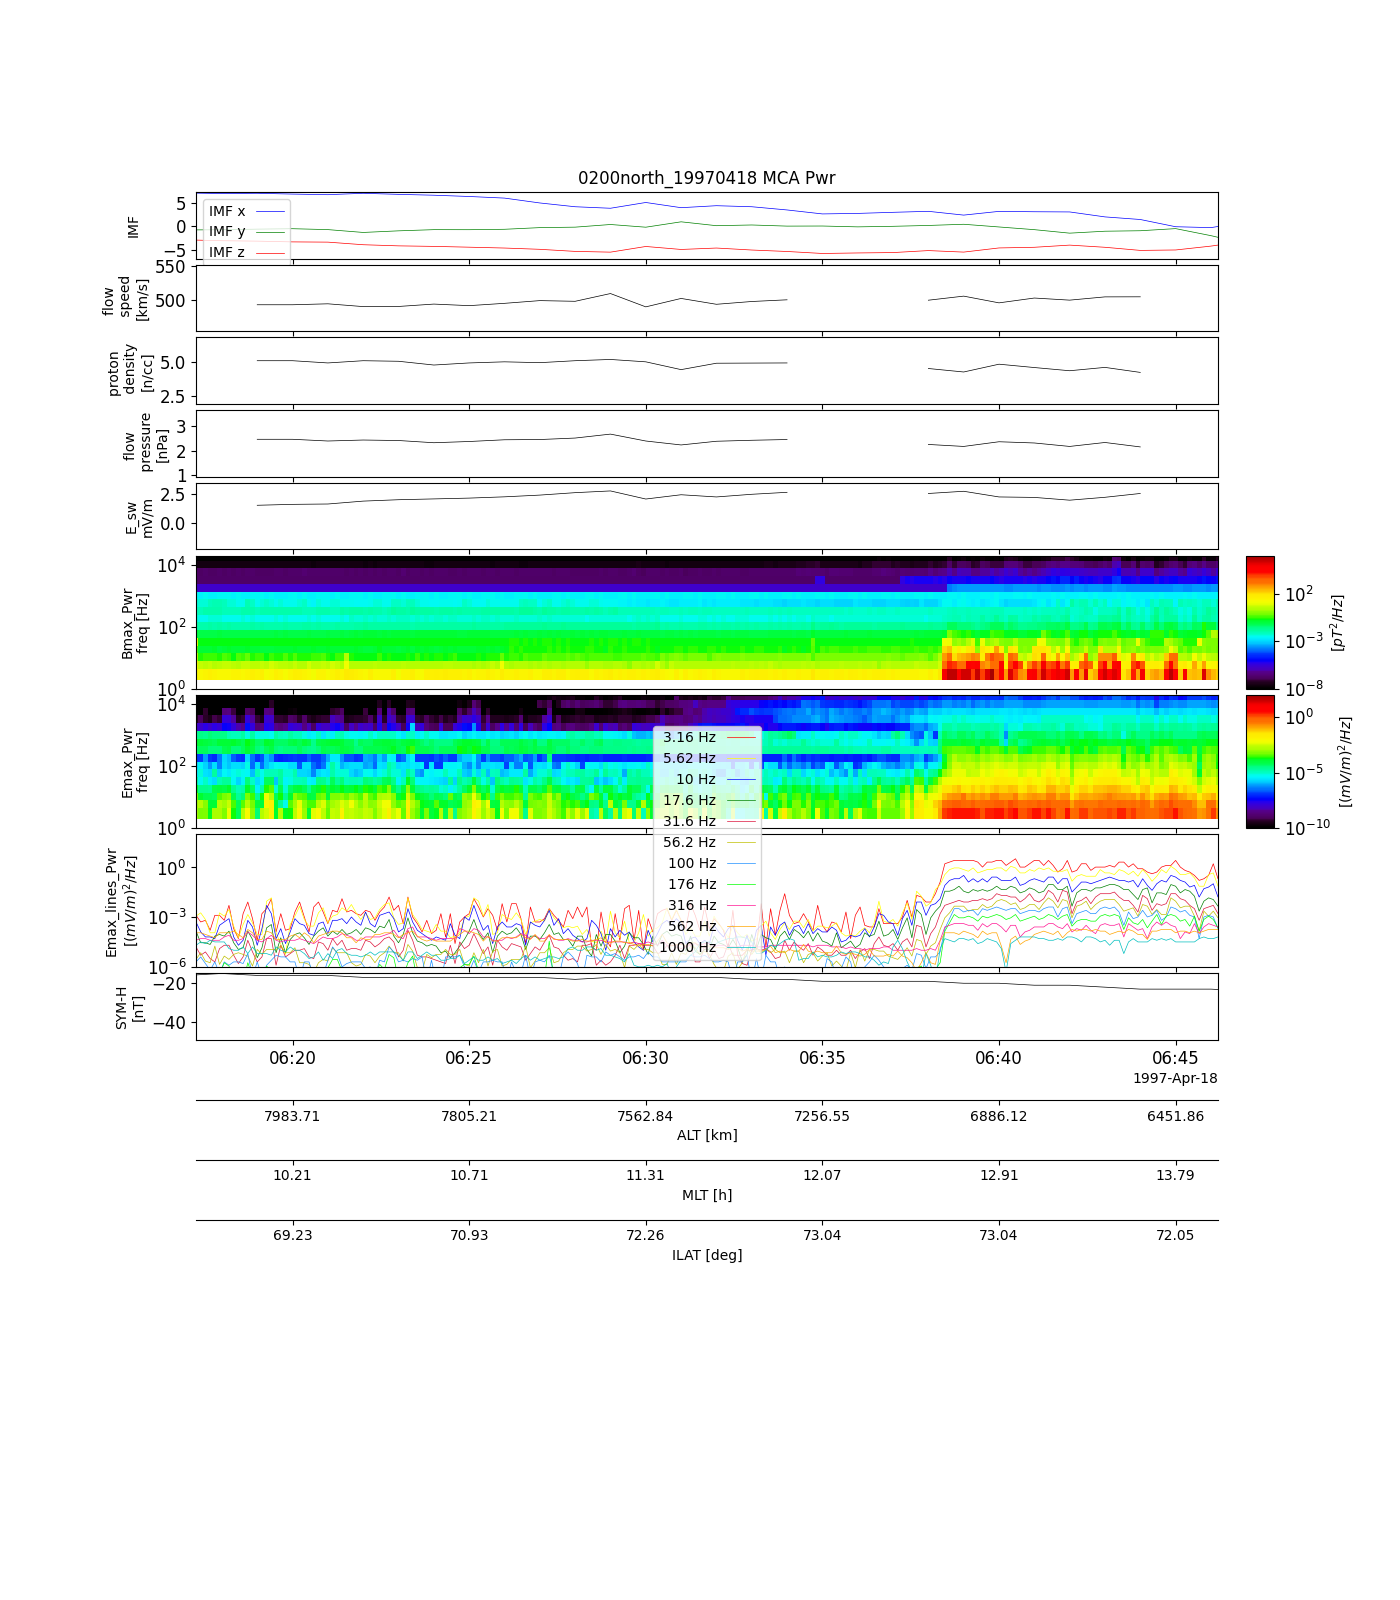 0200north_19970418 MCA Pwr
IMF
5
0
−5
IMF x
IMF y
IMF z
flow
speed
[km/s]
550
500
proton
density
[n/cc]
5.0
2.5
flow
pressure
[nPa]
3
2
1
E_sw
mV/m
2.5
0.0
Bmax_Pwr
freq [Hz]
10^4
10^2
10^0
10^2
10^−3
10^−8
[pT^2/Hz]
Emax_Pwr
freq [Hz]
10^4
10^2
10^0
10^0
10^−5
10^−10
[(mV/m)^2/Hz]
Emax_lines_Pwr
[(mV/m)^2/Hz]
10^0
10^−3
10^−6
3.16 Hz
5.62 Hz
10 Hz
17.6 Hz
31.6 Hz
56.2 Hz
100 Hz
176 Hz
316 Hz
562 Hz
1000 Hz
SYM-H
[nT]
−20
−40
06:20 06:25 06:30 06:35 06:40 06:45
1997-Apr-18
7983.71 7805.21 7562.84 7256.55 6886.12 6451.86
ALT [km]
10.21 10.71 11.31 12.07 12.91 13.79
MLT [h]
69.23 70.93 72.26 73.04 73.04 72.05
ILAT [deg]